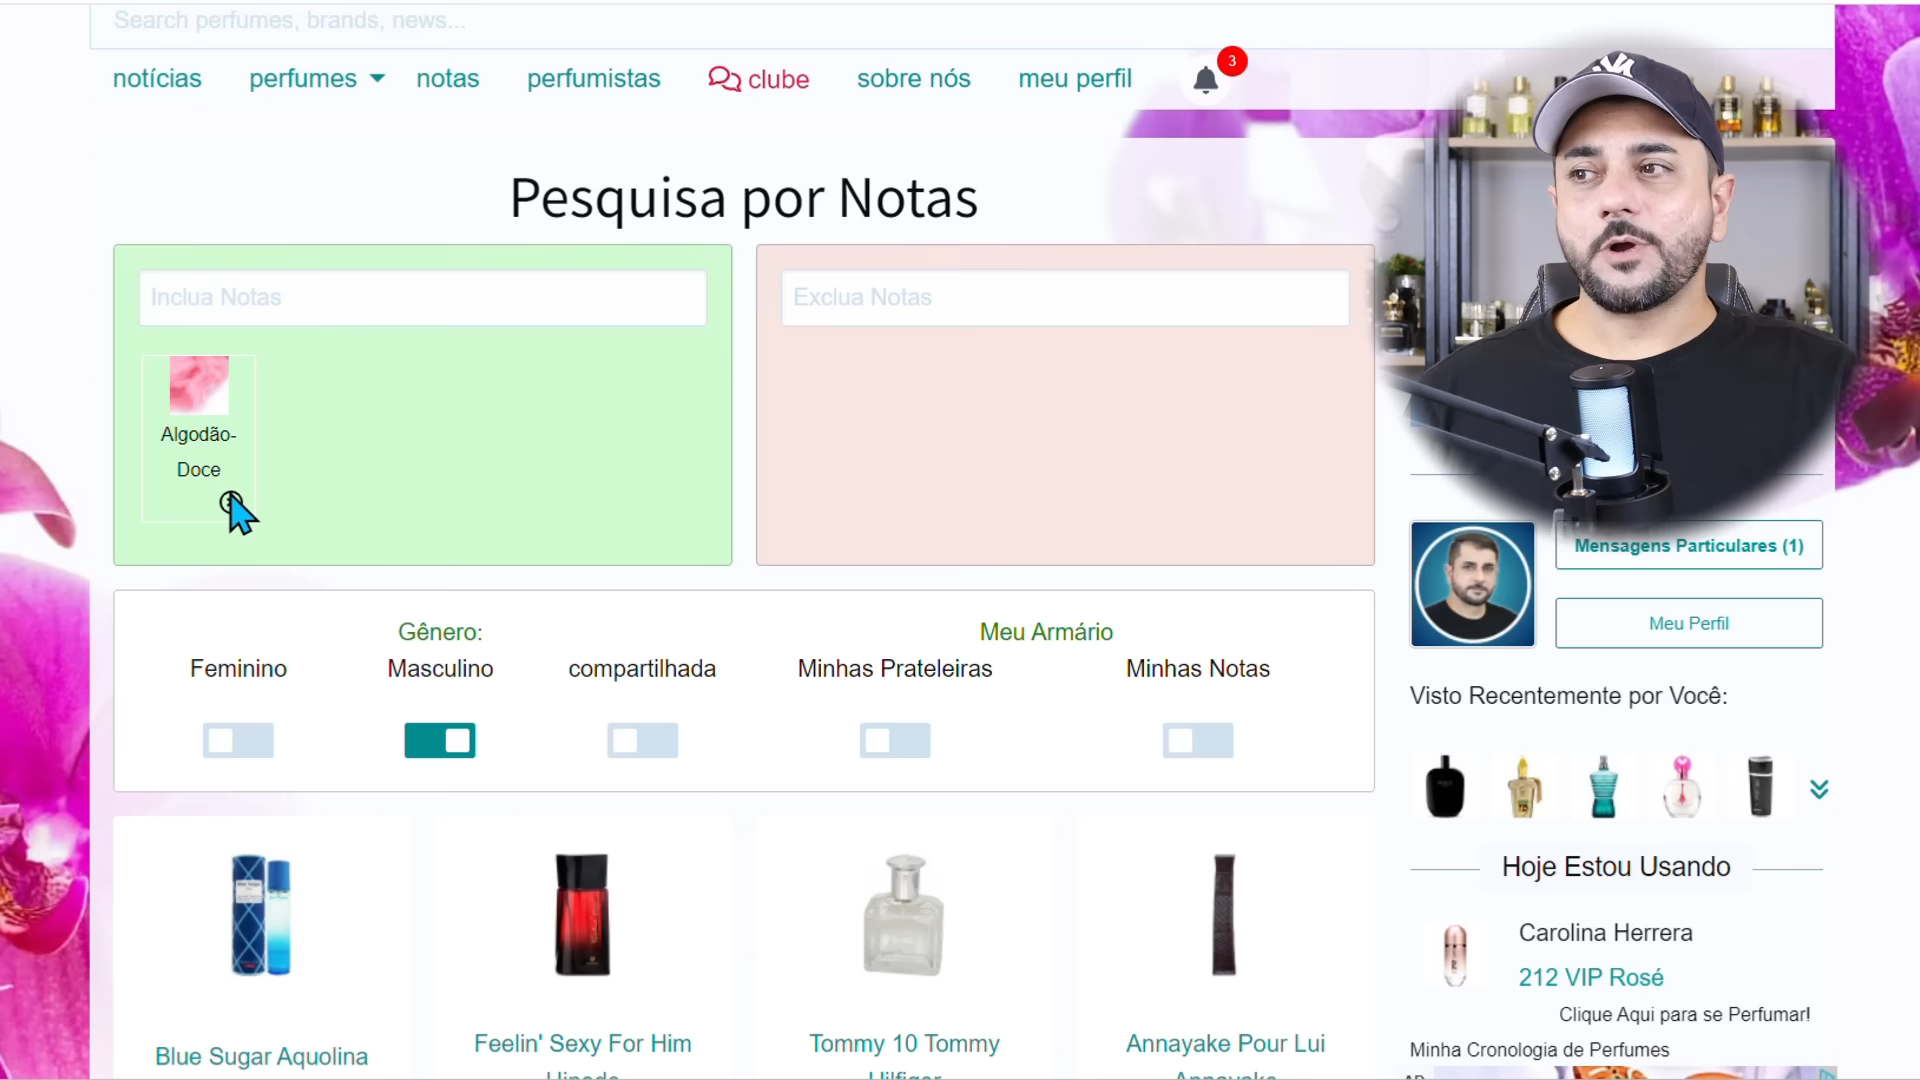 Search perfumes, brands, news...
notícias perfumes notas perfumistas clube sobre nós meu perfil 3
Pesquisa por Notas
Inclua Notas
Exclua Notas
Algodão-
Doce
Mensagens Particulares (1)
Meu Perfil
Gênero:
Meu Armário
Feminino Masculino compartilhada Minhas Prateleiras Minhas Notas
Visto Recentemente por Você:
Hoje Estou Usando
Carolina Herrera
212 VIP Rosé
Clique Aqui para se Perfumar!
Minha Cronologia de Perfumes
Blue Sugar Aquolina
Feelin' Sexy For Him
Tommy 10 Tommy
Hilfiger
Annayake Pour Lui
Annayake